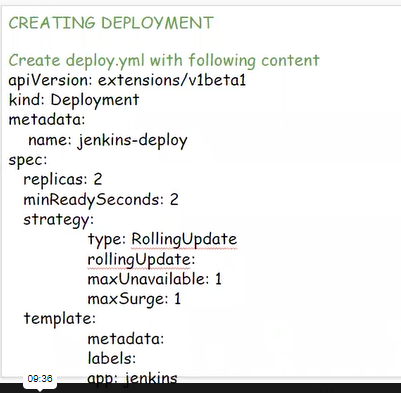 CREATING DEPLOYMENT
Create deploy.yml with following content
apiVersion: extensions/v1beta1
kind: Deployment
metadata:
name: jenkins-deploy
spec:
replicas: 2
minReadySeconds: 2
strategy:
type: RollingUpdate
rollingUpdate:
maxUnavailable: 1
maxSurge: 1
template:
metadata:
labels:
app: jenkins
09:36